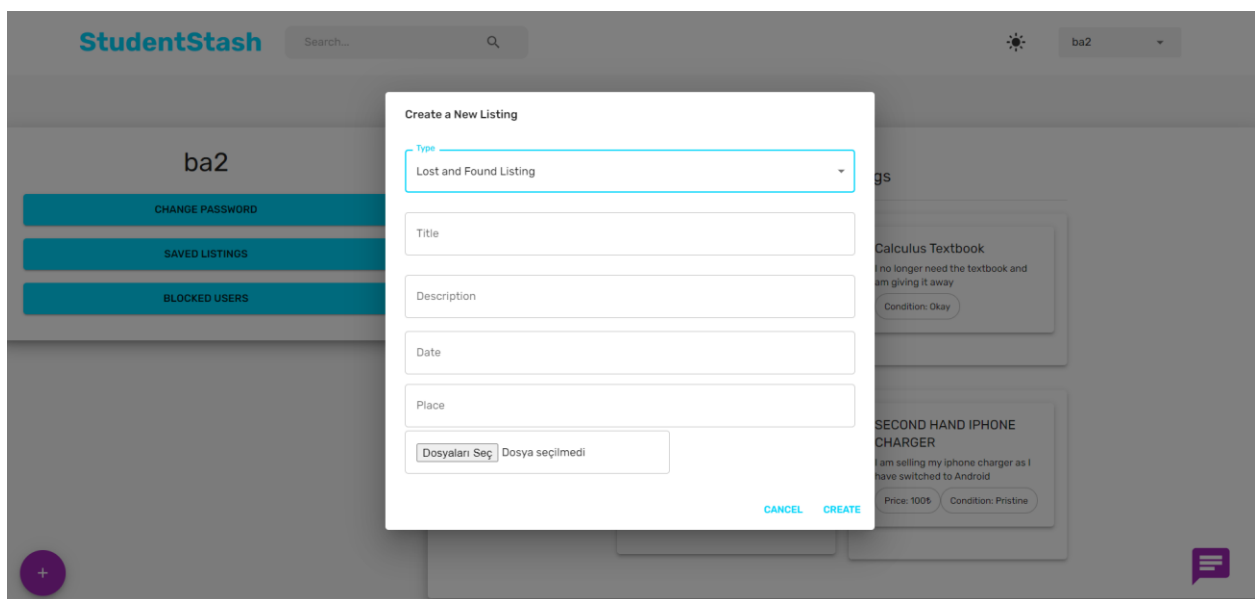 StudentStash
Search...
ba2
Create a New Listing
Type
Lost and Found Listing
Title
Description
Date
Place
Dosyaları Seç Dosya seçilmedi
CANCEL CREATE
ba2
CHANGE PASSWORD
SAVED LISTINGS
BLOCKED USERS
gs
Calculus Textbook
I no longer need the textbook and
am giving it away
Condition: Okay
SECOND HAND IPHONE
CHARGER
I am selling my iphone charger as I
have switched to Android
Price: 100₺ Condition: Pristine
+